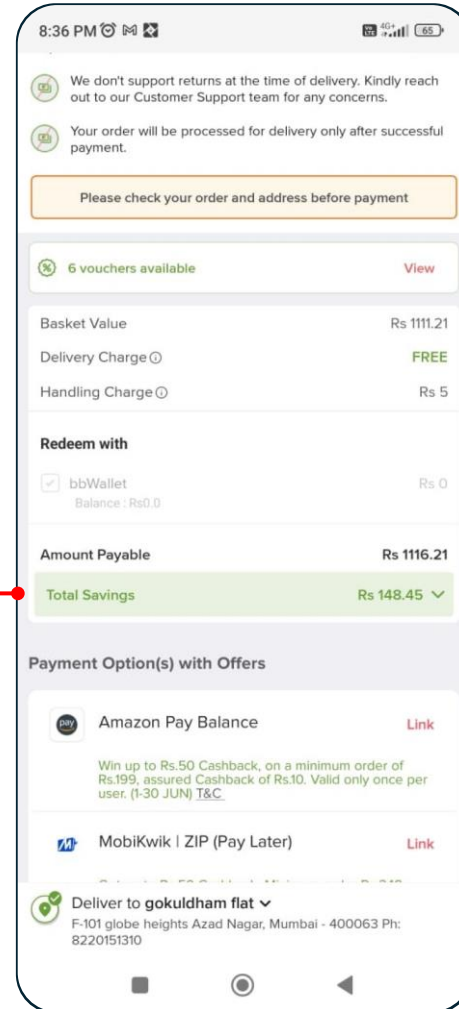 8:36 PM
4G+
65
We don't support returns at the time of delivery. Kindly reach
out to our Customer Support team for any concerns.
Your order will be processed for delivery only after successful
payment.
Please check your order and address before payment
6 vouchers available View
Basket Value Rs 1111.21
Delivery Charge FREE
Handling Charge Rs 5
Redeem with
bbWallet Rs 0
Balance : Rs0.0
Amount Payable Rs 1116.21
Total Savings Rs 148.45
Payment Option(s) with Offers
pay Amazon Pay Balance Link
Win up to Rs.50 Cashback, on a minimum order of
Rs.199, assured Cashback of Rs.10. Valid only once per
user. (1-30 JUN) T&C
MobiKwik | ZIP (Pay Later) Link
Deliver to gokuldham flat
F-101 globe heights Azad Nagar, Mumbai - 400063 Ph:
8220151310